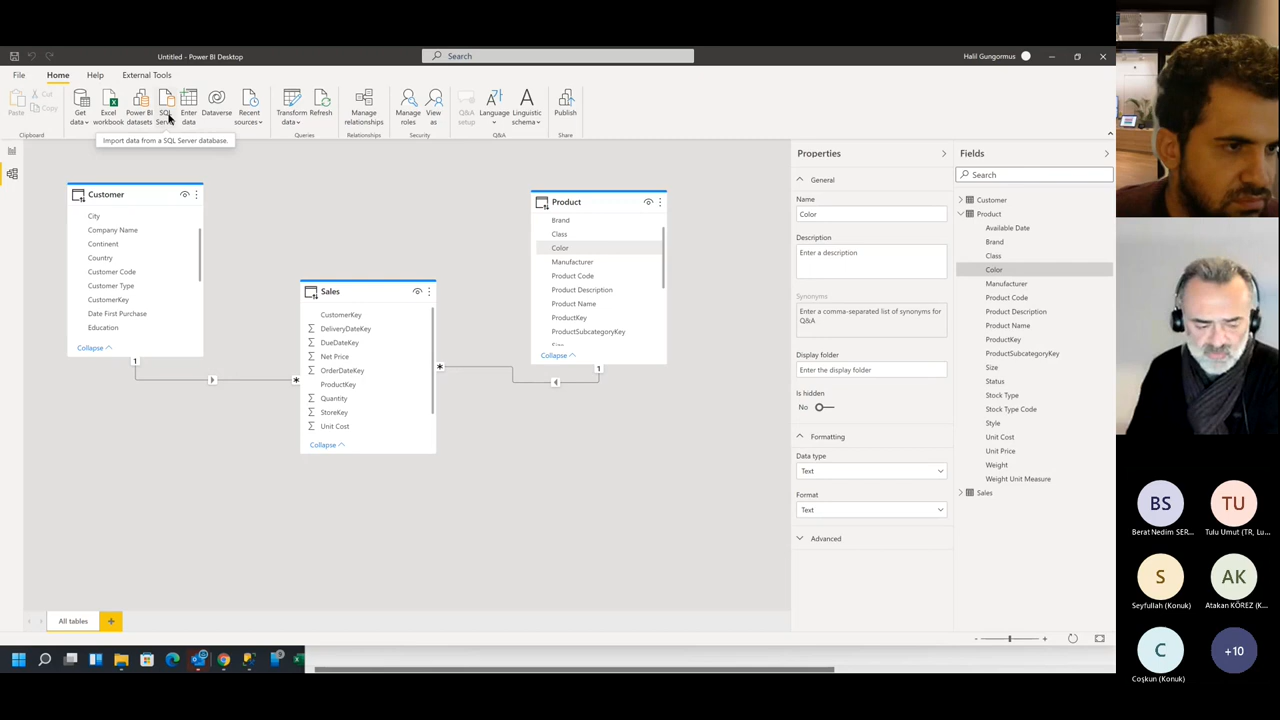 Untitled - Power BI Desktop
Search
Halil Gungormus
File
Home
Help
External Tools
Paste
Cut
Copy
Get data
Excel workbook
Power BI datasets
SQL Server
Enter data
Dataverse
Recent sources
Transform data
Refresh
Manage relationships
Manage roles
View as
Q&A setup
Language
Linguistic schema
Publish
Clipboard
Queries
Relationships
Security
Q&A
Share
Import data from a SQL Server database.
Customer
City
Company Name
Continent
Country
Customer Code
Customer Type
CustomerKey
Date First Purchase
Education
Collapse
1
*
Sales
CustomerKey
DeliveryDateKey
DueDateKey
Net Price
OrderDateKey
ProductKey
Quantity
StoreKey
Unit Cost
Collapse
*
1
Product
Brand
Class
Color
Manufacturer
Product Code
Product Description
Product Name
ProductKey
ProductSubcategoryKey
Size
Collapse
Properties
General
Name
Color
Description
Enter a description
Synonyms
Enter a comma-separated list of synonyms for
Q&A
Display folder
Enter the display folder
Is hidden
No
Formatting
Data type
Text
Format
Text
Advanced
Fields
Search
Customer
Product
Available Date
Brand
Class
Color
Manufacturer
Product Code
Product Description
Product Name
ProductKey
ProductSubcategoryKey
Size
Status
Stock Type
Stock Type Code
Style
Unit Cost
Unit Price
Weight
Weight Unit Measure
Sales
All tables
BS
Berat Nedim SER...
TU
Tulu Umut (TR, Lu...
S
Seyfullah (Konuk)
AK
Atakan KÖREZ (K...
C
Coşkun (Konuk)
+10